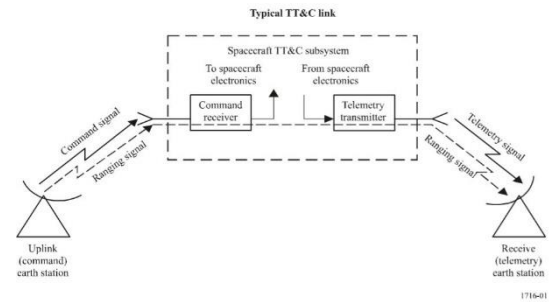 Typical TT&C link
Spacecraft TT&C subsystem
To spacecraft
electronics
From spacecraft
electronics
Command
receiver
Telemetry
transmitter
Command signal
Ranging signal
Telemetry signal
Ranging signal
Uplink
(command)
earth station
Receive
(telemetry)
earth station
1716-01